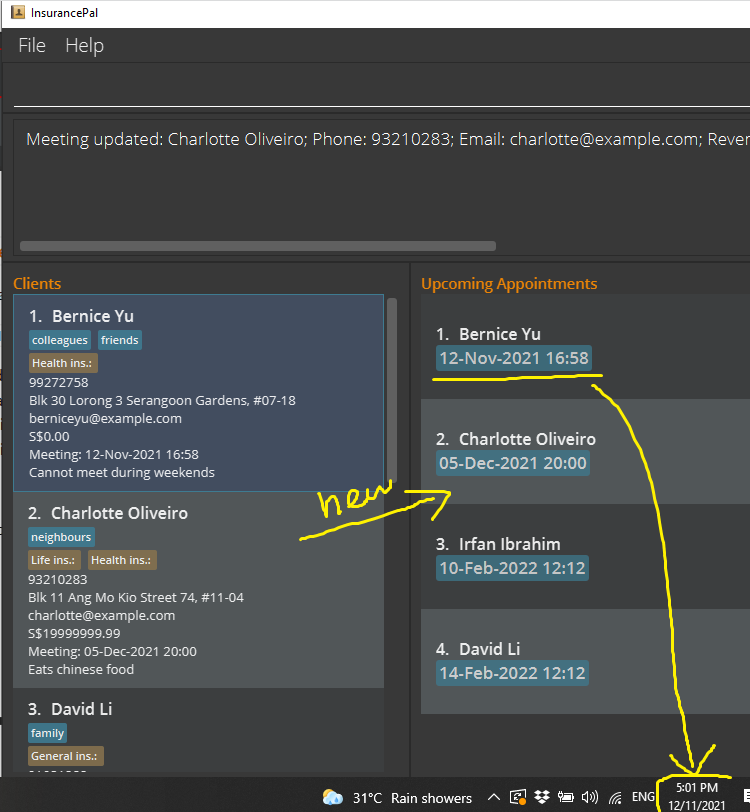 InsurancePal
File Help
Meeting updated: Charlotte Oliveiro; Phone: 93210283; Email: charlotte@example.com; Rever
Clients
1. Bernice Yu
colleagues friends
Health ins.:
99272758
Blk 30 Lorong 3 Serangoon Gardens, #07-18
berniceyu@example.com
S$0.00
Meeting: 12-Nov-2021 16:58
Cannot meet during weekends
2. Charlotte Oliveiro
neighbours
Life ins.: Health ins.:
93210283
Blk 11 Ang Mo Kio Street 74, #11-04
charlotte@example.com
S$19999999.99
Meeting: 05-Dec-2021 20:00
Eats chinese food
3. David Li
family
General ins.:
Upcoming Appointments
1. Bernice Yu
12-Nov-2021 16:58
2. Charlotte Oliveiro
05-Dec-2021 20:00
new
3. Irfan Ibrahim
10-Feb-2022 12:12
4. David Li
14-Feb-2022 12:12
31°C Rain showers
ENG
5:01 PM
12/11/2021